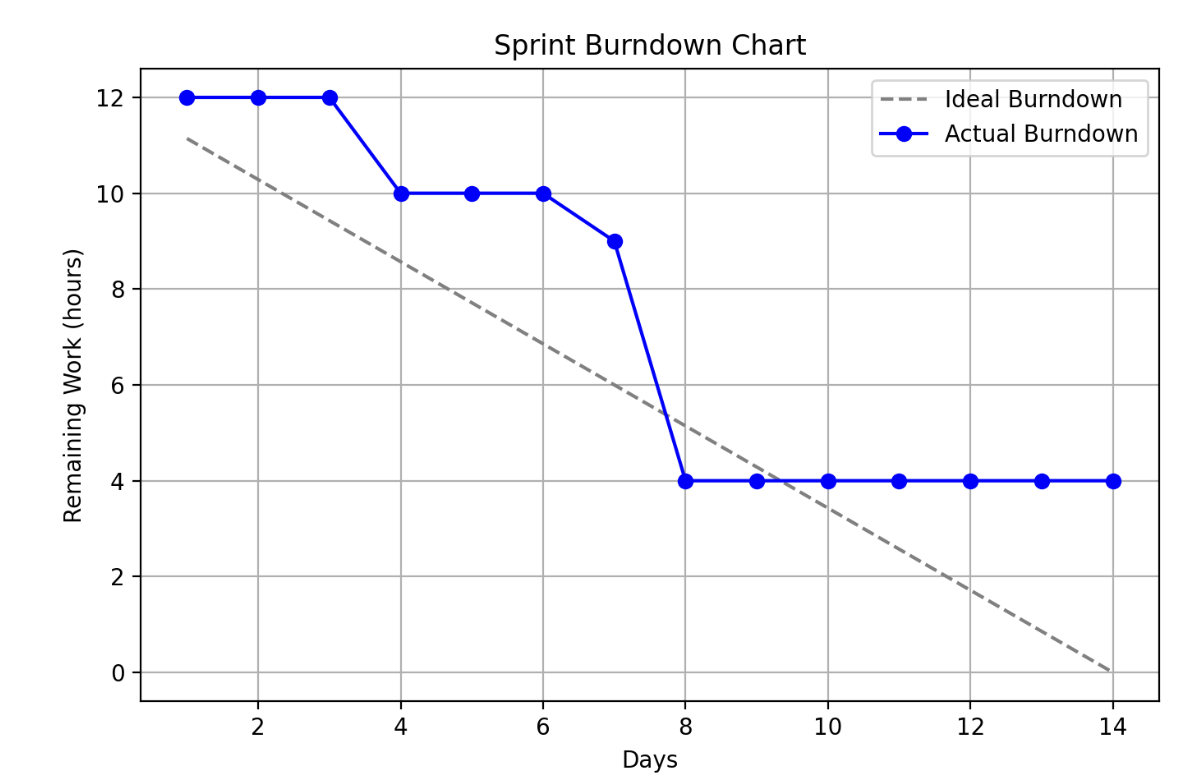 Sprint Burndown Chart
Ideal Burndown
Actual Burndown
Remaining Work (hours)
12
10
8
6
4
2
0
2 4 6 8 10 12 14
Days